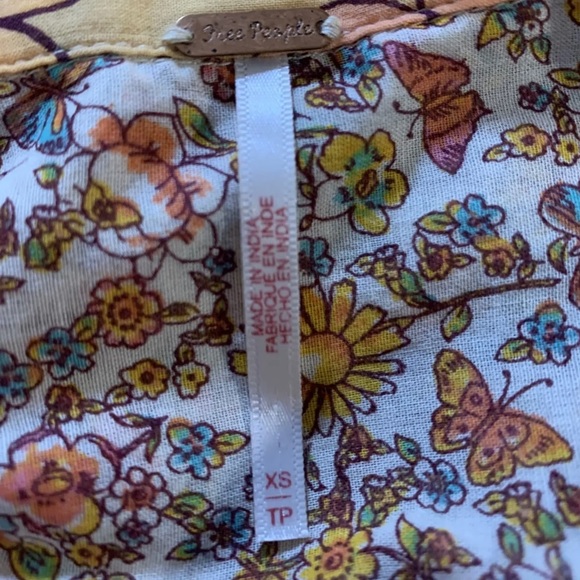 Free People
MADE IN INDIA
FABRIQUE EN INDE
HECHO EN INDIA
XS
TP